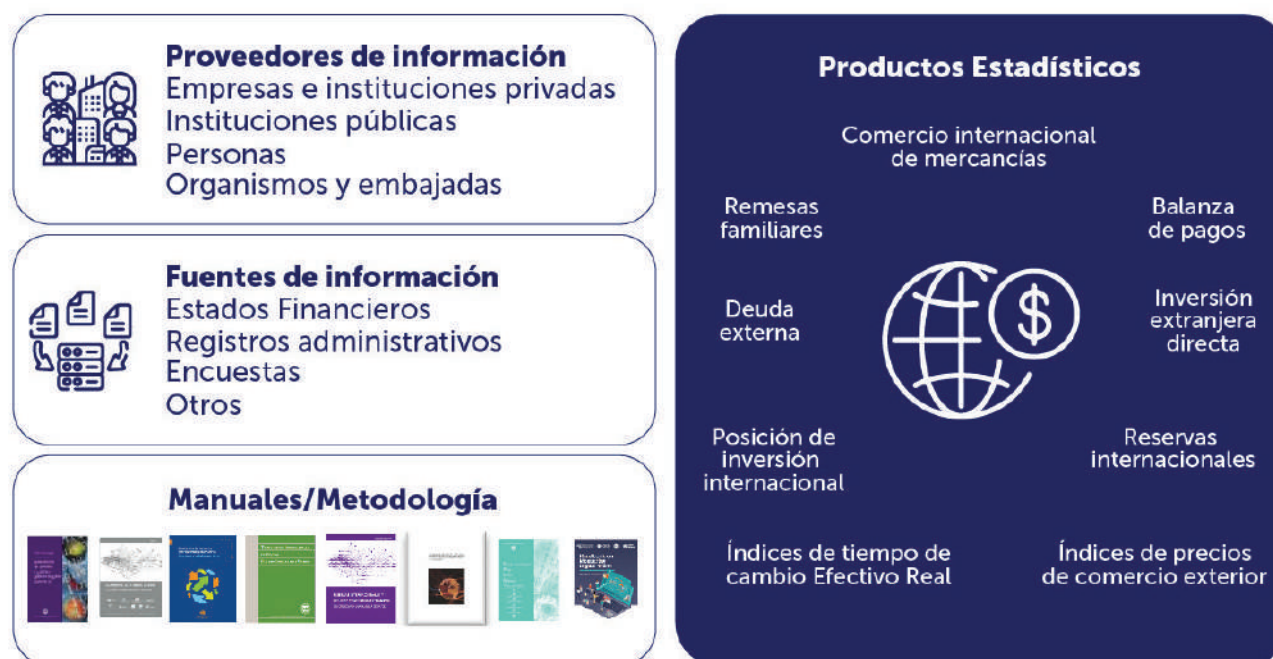 Proveedores de información
Empresas e instituciones privadas
Instituciones públicas
Personas
Organismos y embajadas
Fuentes de información
Estados Financieros
Registros administrativos
Encuestas
Otros
Manuales/Metodología
Productos Estadísticos
Comercio internacional
de mercancías
Remesas
familiares
Balanza
de pagos
Deuda
externa
$
Inversión
extranjera
directa
Posición de
inversión
internacional
Reservas
internacionales
Índices de tiempo de
cambio Efectivo Real
Índices de precios
de comercio exterior